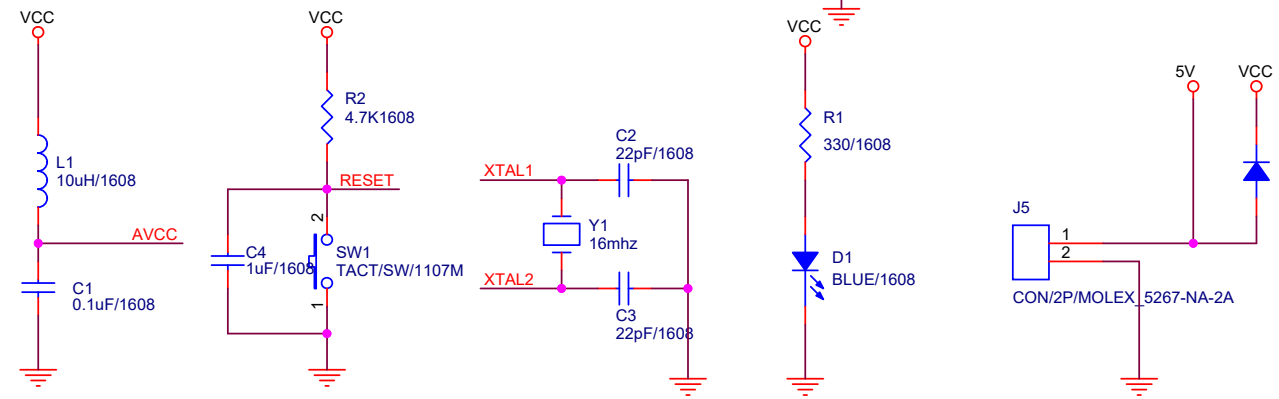 VCC
L1
10uH/1608
AVCC
C1
0.1uF/1608
VCC
R2
4.7K1608
RESET
2
C4
1uF/1608
SW1
TACT/SW/1107M
1
XTAL1
C2
22pF/1608
Y1
16mhz
XTAL2
C3
22pF/1608
VCC
R1
330/1608
D1
BLUE/1608
5V
VCC
J5
1
2
CON/2P/MOLEX_5267-NA-2A